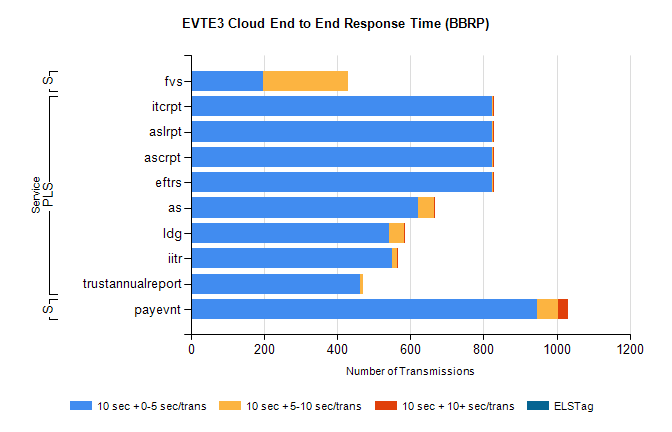 EVTE3 Cloud End to End Response Time (BBRP)
S
fvs
itcrpt
aslrpt
ascrpt
eftrs
Service
PLS
as
ldg
iitr
trustannualreport
S
payevnt
0 200 400 600 800 1000 1200
Number of Transmissions
10 sec +0-5 sec/trans 10 sec +5-10 sec/trans 10 sec + 10+ sec/trans ELSTag